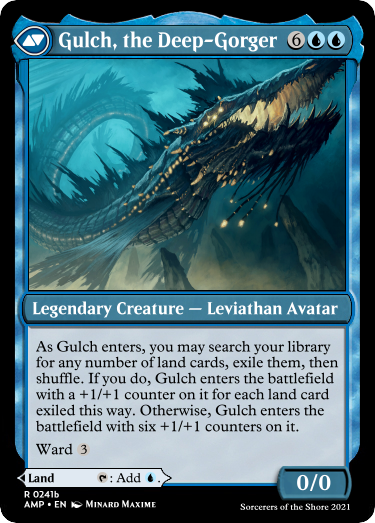 Gulch, the Deep-Gorger 6
Legendary Creature — Leviathan Avatar
As Gulch enters, you may search your library
for any number of land cards, exile them, then
shuffle. If you do, Gulch enters the battlefield
with a +1/+1 counter on it for each land card
exiled this way. Otherwise, Gulch enters the
battlefield with six +1/+1 counters on it.
Ward 3
Land : Add .
0/0
R 0241b
AMP • EN Minard Maxime
Sorcerers of the Shore 2021